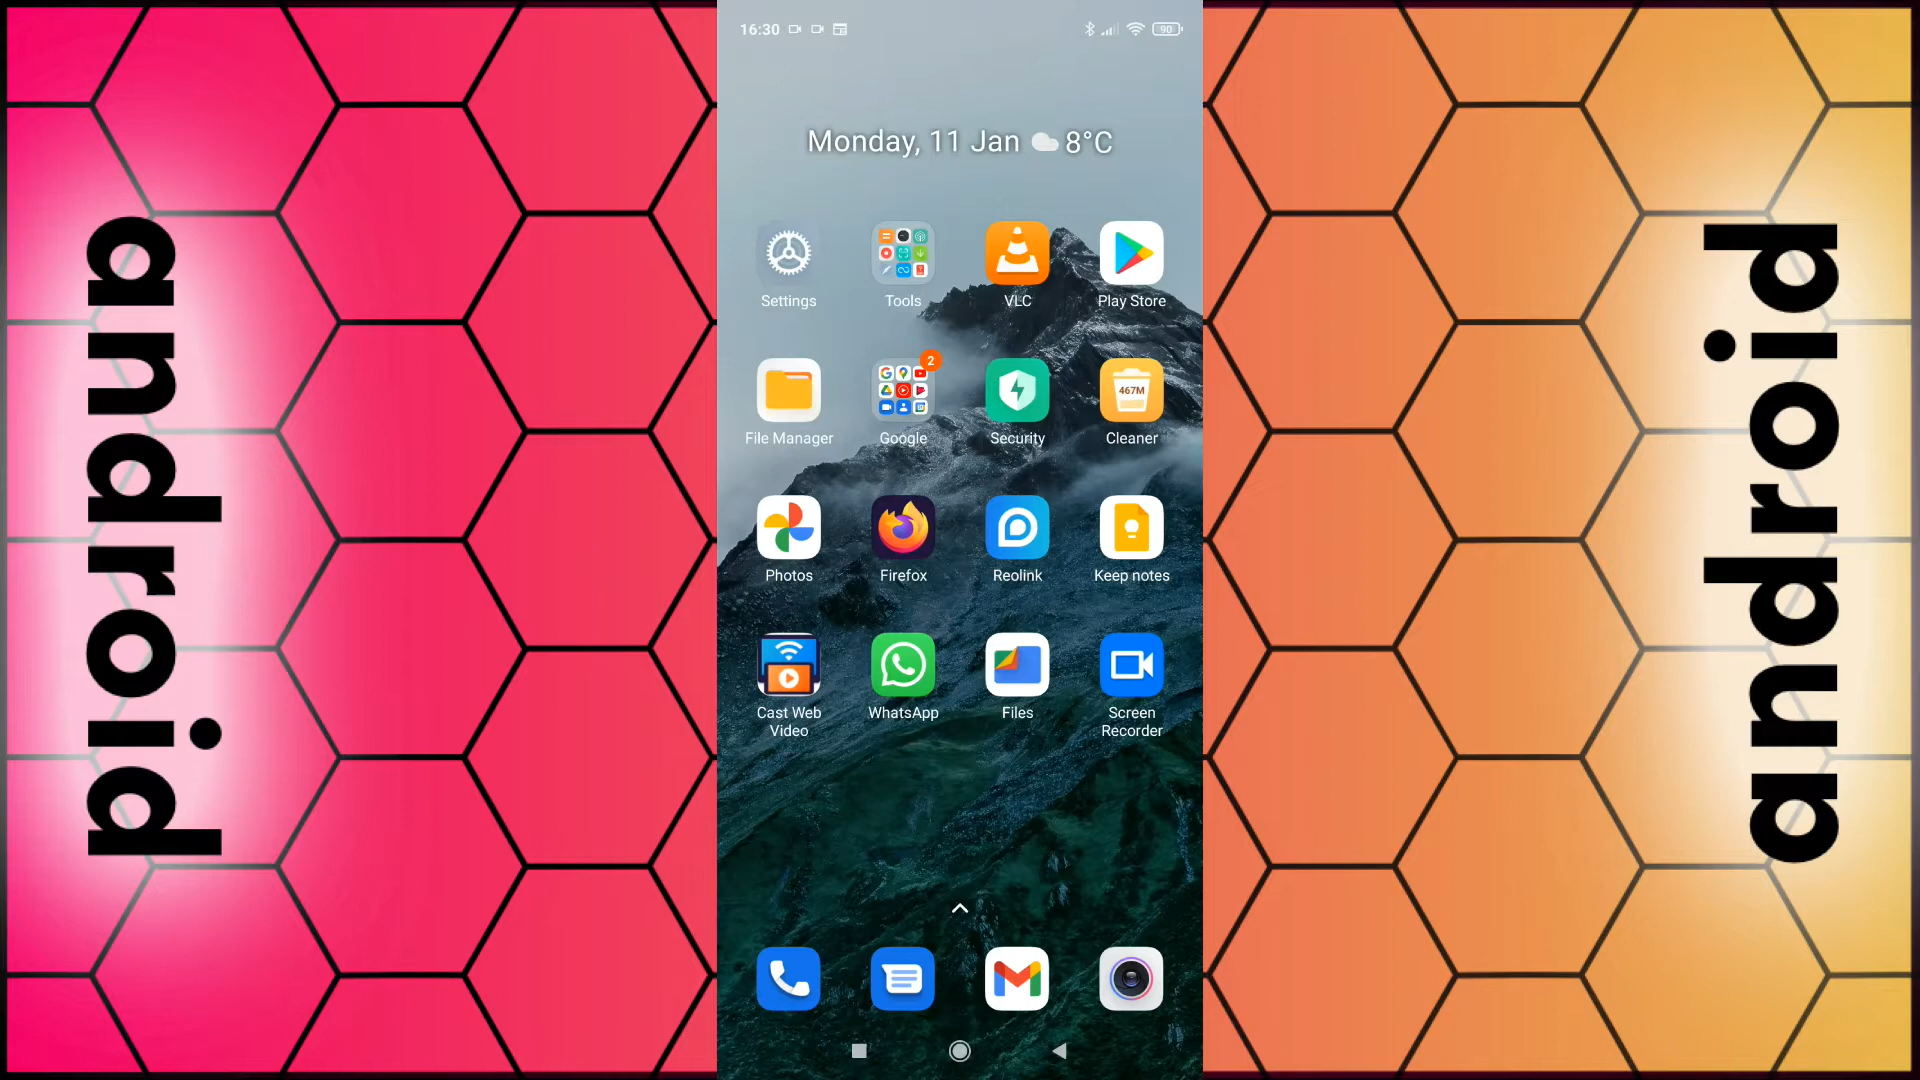 android
16:30
90
Monday, 11 Jan 8°C
Settings
Tools
VLC
Play Store
2
467M
File Manager
Google
Security
Cleaner
Photos
Firefox
Reolink
Keep notes
Cast Web
Video
WhatsApp
Files
Screen
Recorder
android